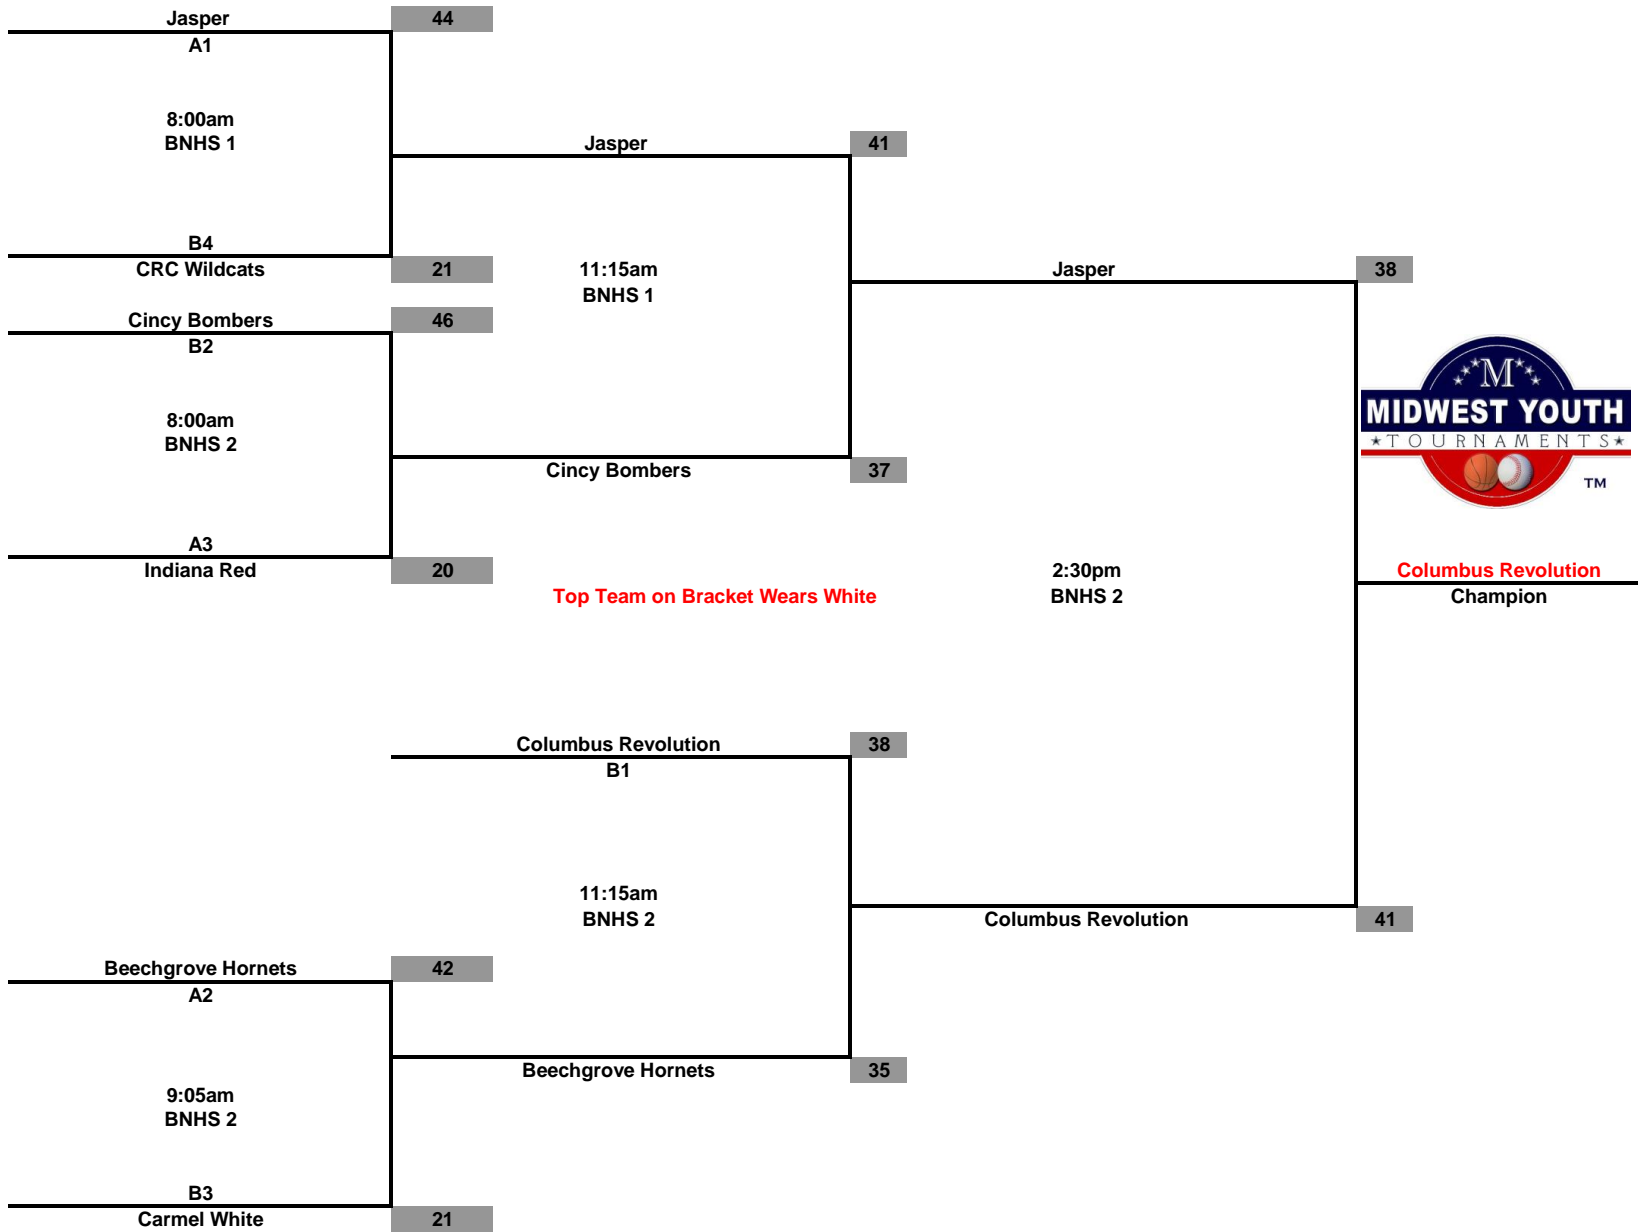 Jasper 44
A1
8:00am
BNHS 1
Jasper 41
B4
CRC Wildcats 21
11:15am
BNHS 1
Jasper 38
Cincy Bombers 46
B2
8:00am
BNHS 2
Cincy Bombers 37
A3
Indiana Red 20
Top Team on Bracket Wears White
2:30pm
BNHS 2
M
MIDWEST YOUTH
TOURNAMENTS
TM
Columbus Revolution
Champion
Columbus Revolution 38
B1
11:15am
BNHS 2
Columbus Revolution 41
Beechgrove Hornets 42
A2
Beechgrove Hornets 35
9:05am
BNHS 2
B3
Carmel White 21